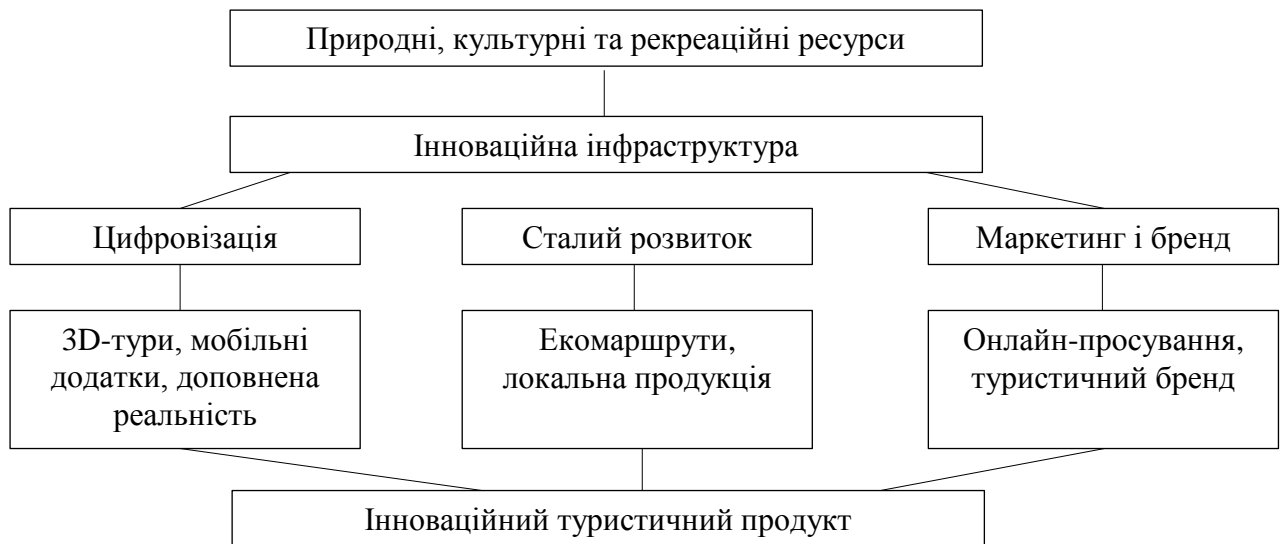 Природні, культурні та рекреаційні ресурси
Інноваційна інфраструктура
Цифровізація
Сталий розвиток
Маркетинг і бренд
3D-тури, мобільні
додатки, доповнена
реальність
Екомаршрути,
локальна продукція
Онлайн-просування,
туристичний бренд
Інноваційний туристичний продукт